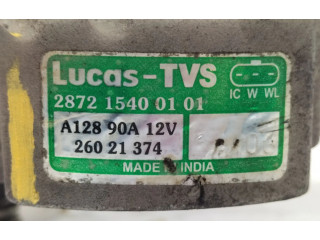 Lucas-TVS
IC W WL
2872 1540 01 01
A128 90A 12V
260 21 374
MADE IN INDIA